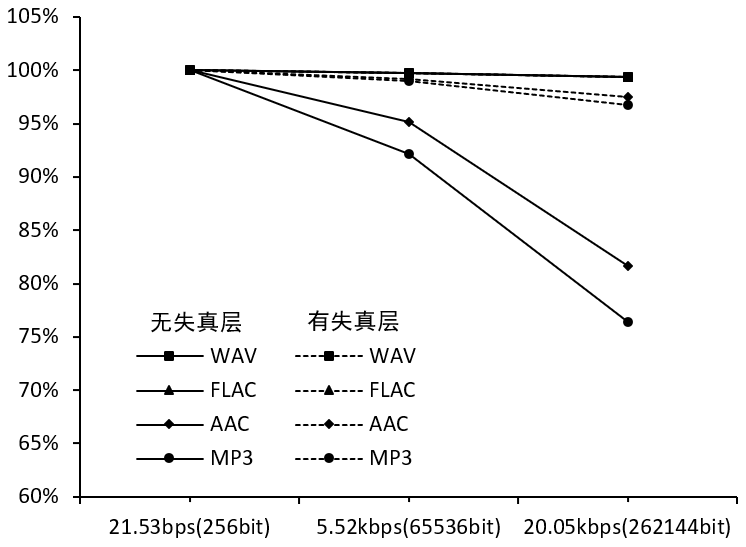 105%
100%
95%
90%
85%
80%
75%
70%
65%
60%
无失真层 有失真层
WAV WAV
FLAC FLAC
AAC AAC
MP3 MP3
21.53bps(256bit) 5.52kbps(65536bit) 20.05kbps(262144bit)